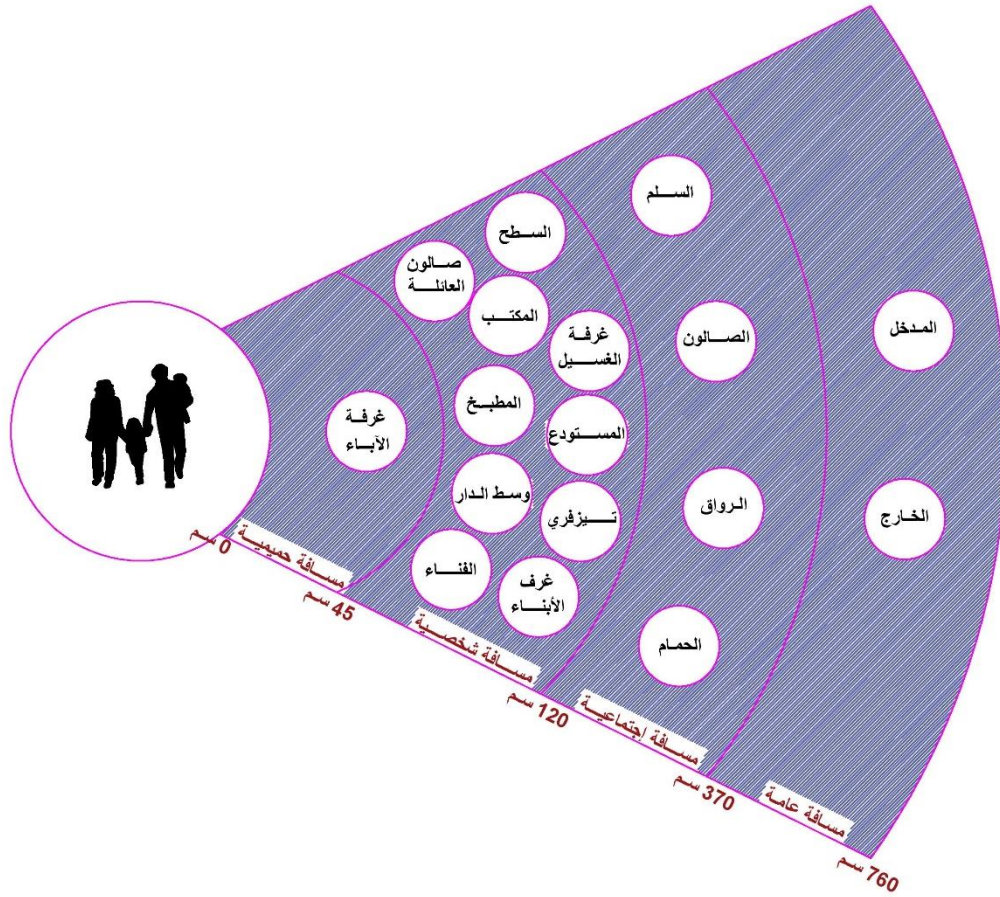 السلم
السطح
صالون
العائلة
المكتب
غرفة
الغسيل
الصالون
المدخل
المطبخ
غرفة
الآباء
المستودع
وسط الدار
تيزفري
الرواق
الخارج
الفناء
غرف
الأبناء
الحمام
0 سم
مسافة حميمية
45 سم
مسافة شخصية
120 سم
مسافة إجتماعية
370 سم
مسافة عامة
760 سم